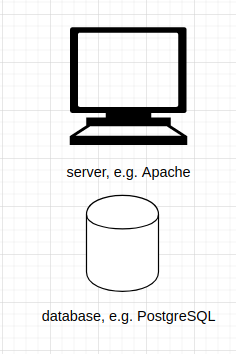 server, e.g. Apache
database, e.g. PostgreSQL